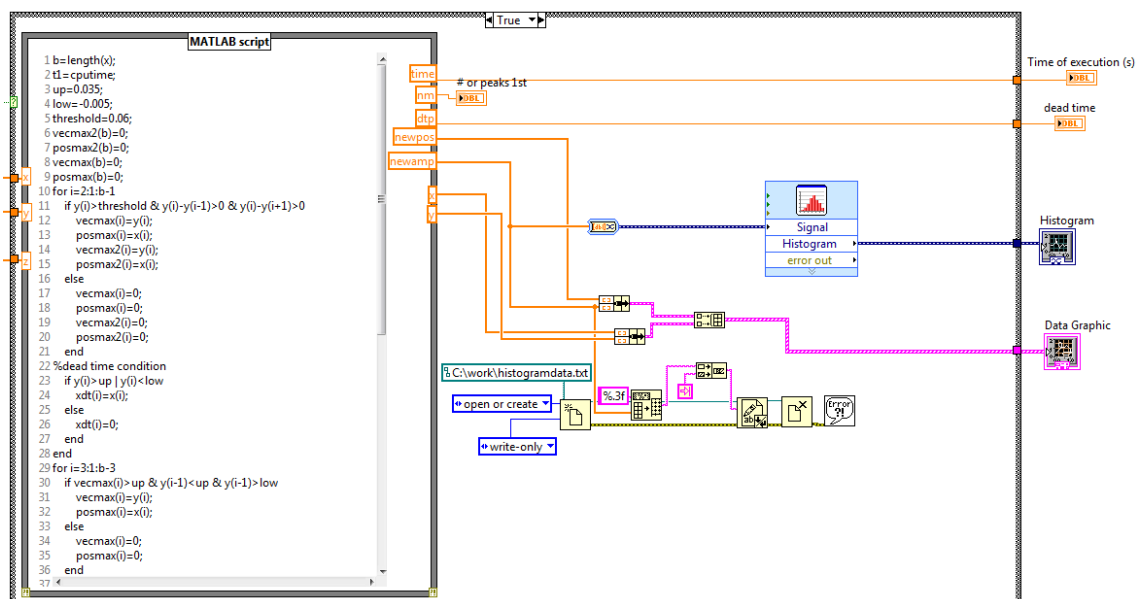 True
MATLAB script
1 b=length(x);
2 t1=cputime;
3 up=0.035;
4 low=-0.005;
5 threshold=0.06;
6 vecmax2(b)=0;
7 posmax2(b)=0;
8 vecmax(b)=0;
9 posmax(b)=0;
10 for i=2:1:b-1
11 if y(i)>threshold & y(i)-y(i-1)>0 & y(i)-y(i+1)>0
12 vecmax(i)=y(i);
13 posmax(i)=x(i);
14 vecmax2(i)=y(i);
15 posmax2(i)=x(i);
16 else
17 vecmax(i)=0;
18 posmax(i)=0;
19 vecmax2(i)=0;
20 posmax2(i)=0;
21 end
22 %dead time condition
23 if y(i)>up | y(i)<low
24 xdt(i)=x(i);
25 else
26 xdt(i)=0;
27 end
28 end
29 for i=3:1:b-3
30 if vecmax(i)>up & y(i-1)<up & y(i-1)>low
31 vecmax(i)=y(i);
32 posmax(i)=x(i);
33 else
34 vecmax(i)=0;
35 posmax(i)=0;
36 end
37
x
y
z
time
nm
dtp
newpos
newamp
x
y
# or peaks 1st
DBL
Time of execution (s)
DBL
dead time
DBL
Signal
Histogram
error out
Histogram
Data Graphic
C:\work\histogramdata.txt
open or create
write-only
%.3f
Error
?!